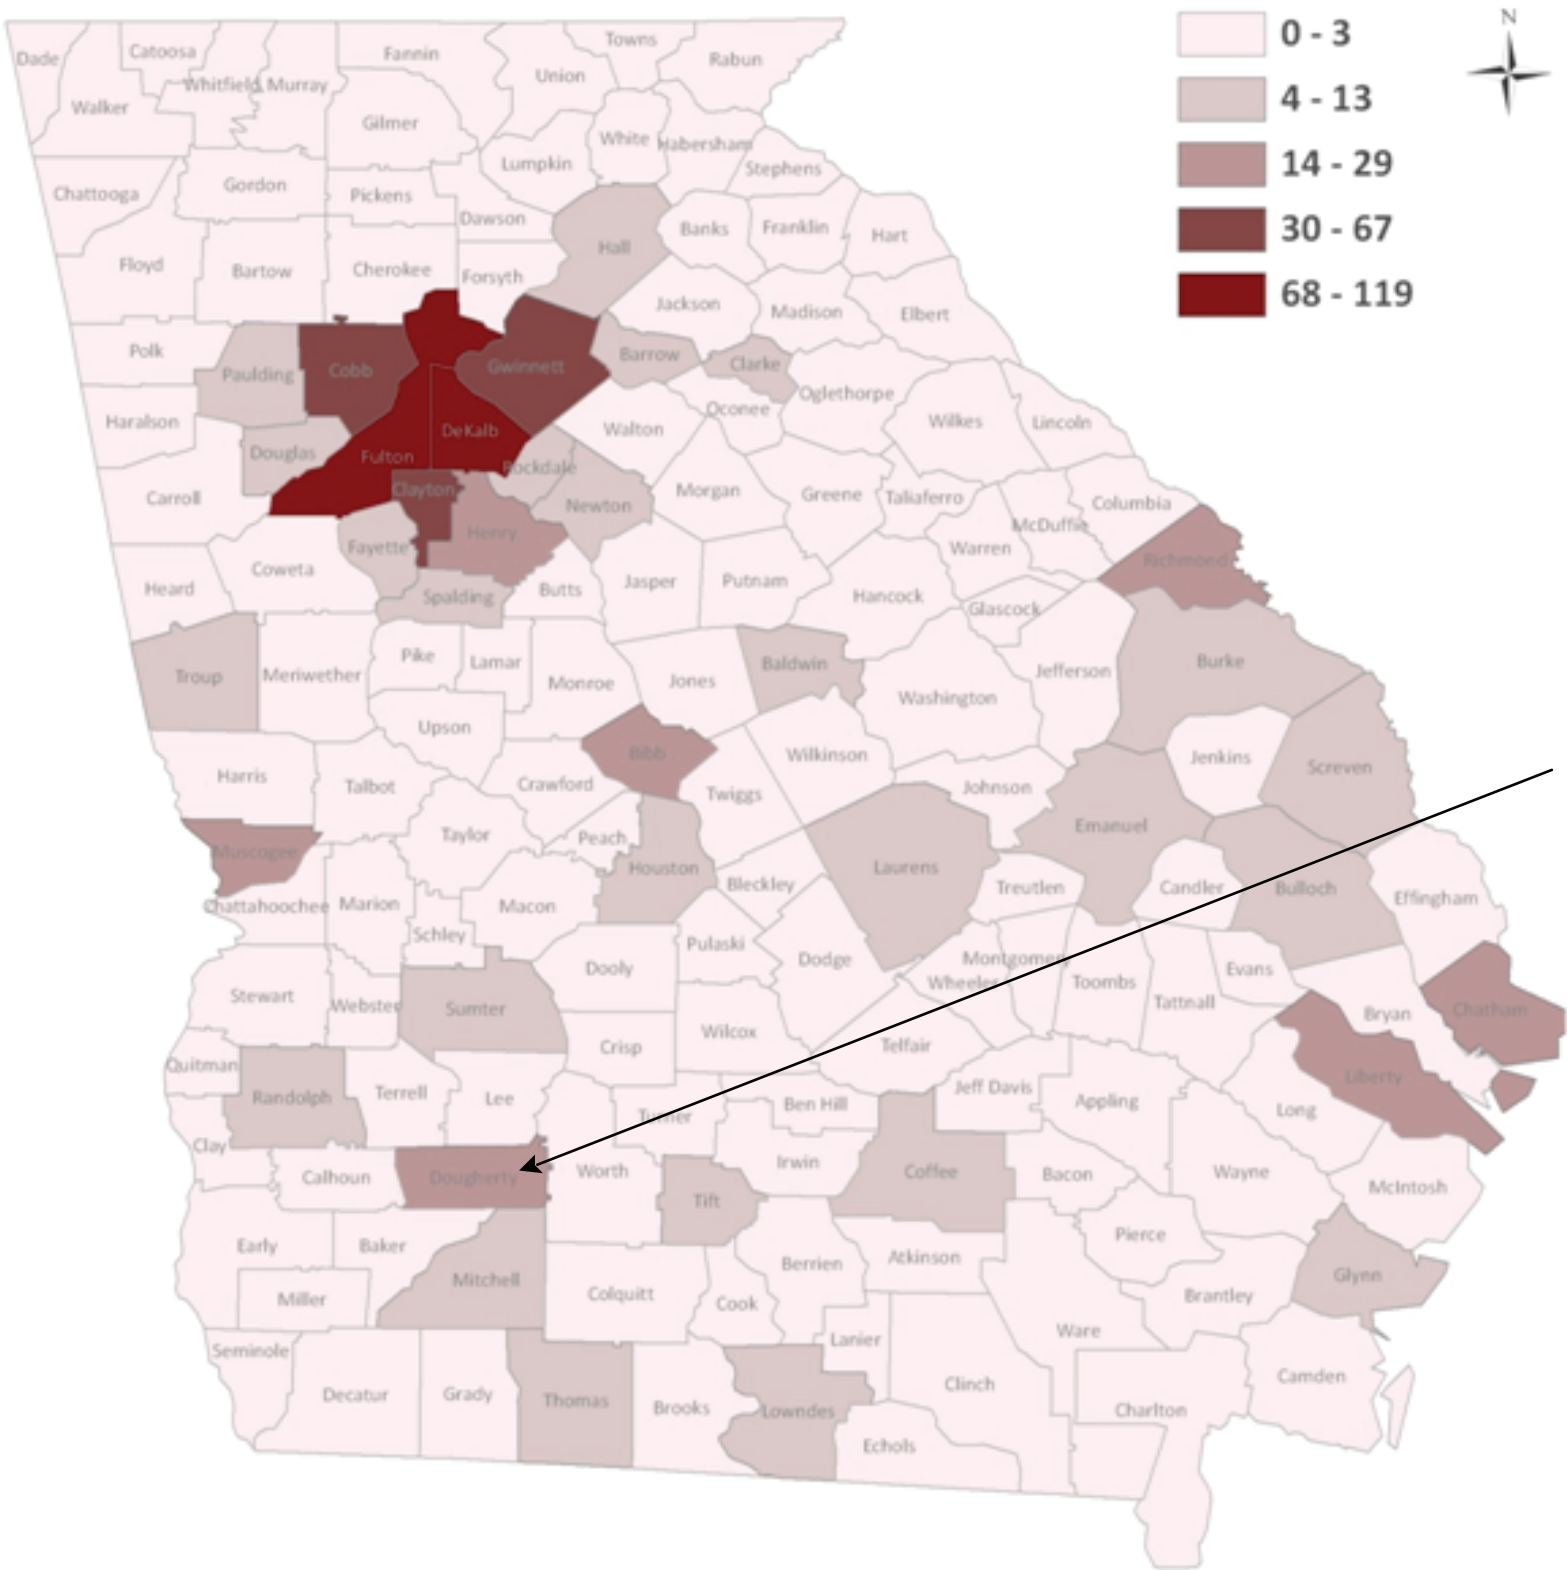 N
0 - 3
4 - 13
14 - 29
30 - 67
68 - 119
Dade
Catoosa
Whitfield
Murray
Fannin
Union
Towns
Rabun
Walker
Gilmer
Lumpkin
White
Habersham
Stephens
Chattooga
Gordon
Pickens
Dawson
Hall
Banks
Franklin
Hart
Floyd
Bartow
Cherokee
Forsyth
Jackson
Madison
Elbert
Polk
Paulding
Cobb
Gwinnett
Barrow
Clarke
Oglethorpe
Haralson
Douglas
Fulton
DeKalb
Rockdale
Walton
Oconee
Wilkes
Lincoln
Carroll
Clayton
Henry
Newton
Morgan
Greene
Taliaferro
Columbia
McDuffie
Warren
Richmond
Heard
Coweta
Fayette
Spalding
Butts
Jasper
Putnam
Hancock
Glascock
Troup
Meriwether
Pike
Lamar
Monroe
Jones
Baldwin
Washington
Jefferson
Burke
Upson
Bibb
Wilkinson
Jenkins
Screven
Harris
Talbot
Crawford
Twiggs
Johnson
Muscogee
Taylor
Peach
Houston
Laurens
Emanuel
Chattahoochee
Marion
Schley
Macon
Bleckley
Treutlen
Candler
Bulloch
Effingham
Stewart
Webster
Sumter
Dooly
Pulaski
Dodge
Wheeler
Montgomery
Toombs
Tattnall
Evans
Bryan
Chatham
Quitman
Randolph
Terrell
Lee
Crisp
Wilcox
Telfair
Jeff Davis
Appling
Long
Liberty
Clay
Calhoun
Dougherty
Worth
Turner
Ben Hill
Irwin
Tift
Coffee
Bacon
Wayne
McIntosh
Early
Baker
Mitchell
Miller
Colquitt
Cook
Berrien
Atkinson
Pierce
Brantley
Glynn
Seminole
Decatur
Grady
Thomas
Brooks
Lowndes
Lanier
Clinch
Echols
Ware
Charlton
Camden